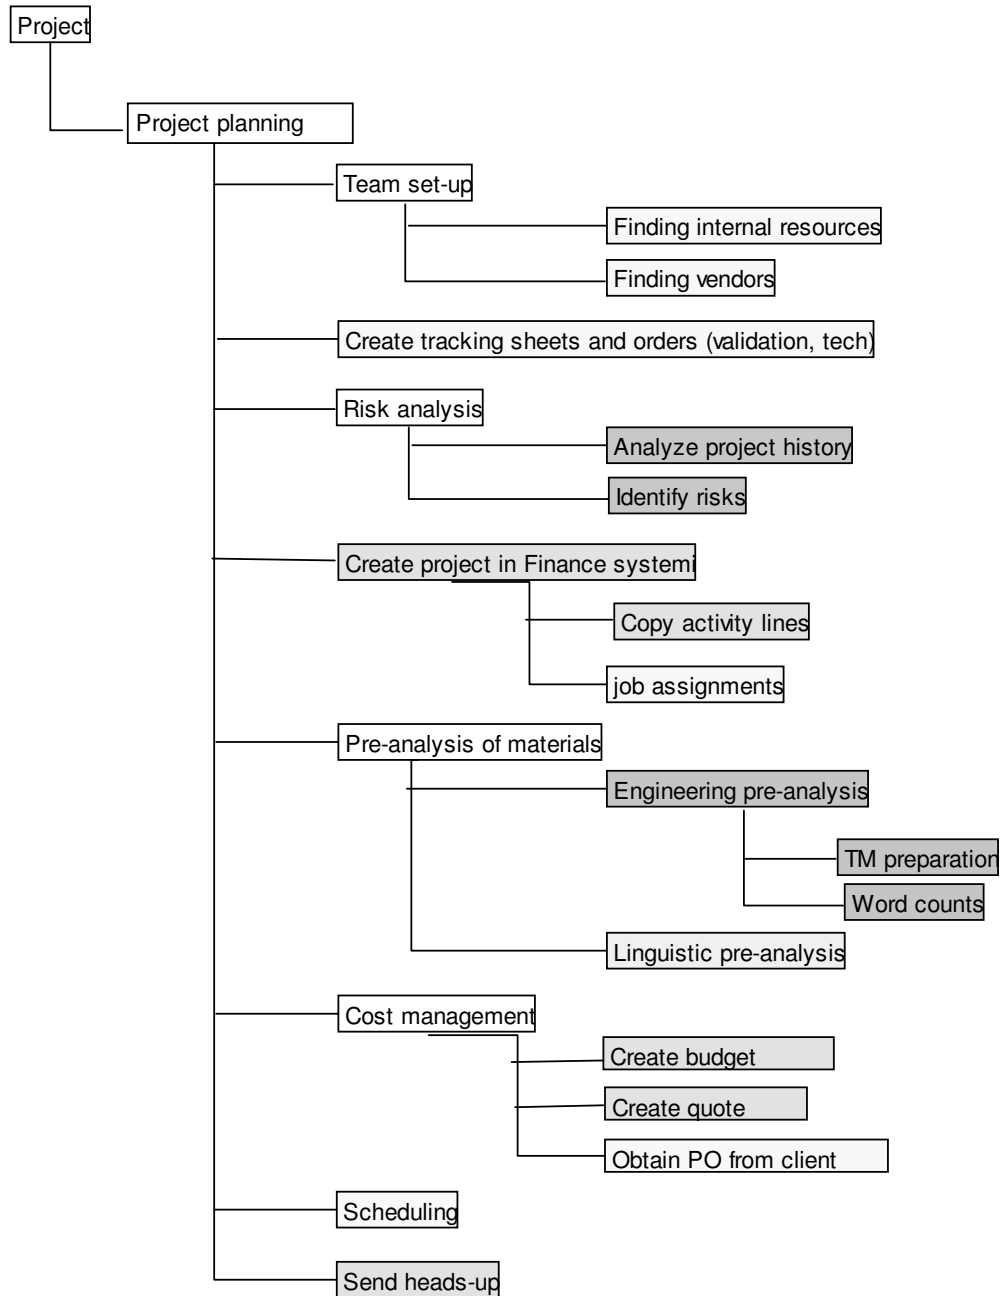 Project
Project planning
Team set-up
Finding internal resources
Finding vendors
Create tracking sheets and orders (validation, tech)
Risk analysis
Analyze project history
Identify risks
Create project in Finance systemi
Copy activity lines
job assignments
Pre-analysis of materials
Engineering pre-analysis
TM preparation
Word counts
Linguistic pre-analysis
Cost management
Create budget
Create quote
Obtain PO from client
Scheduling
Send heads-up